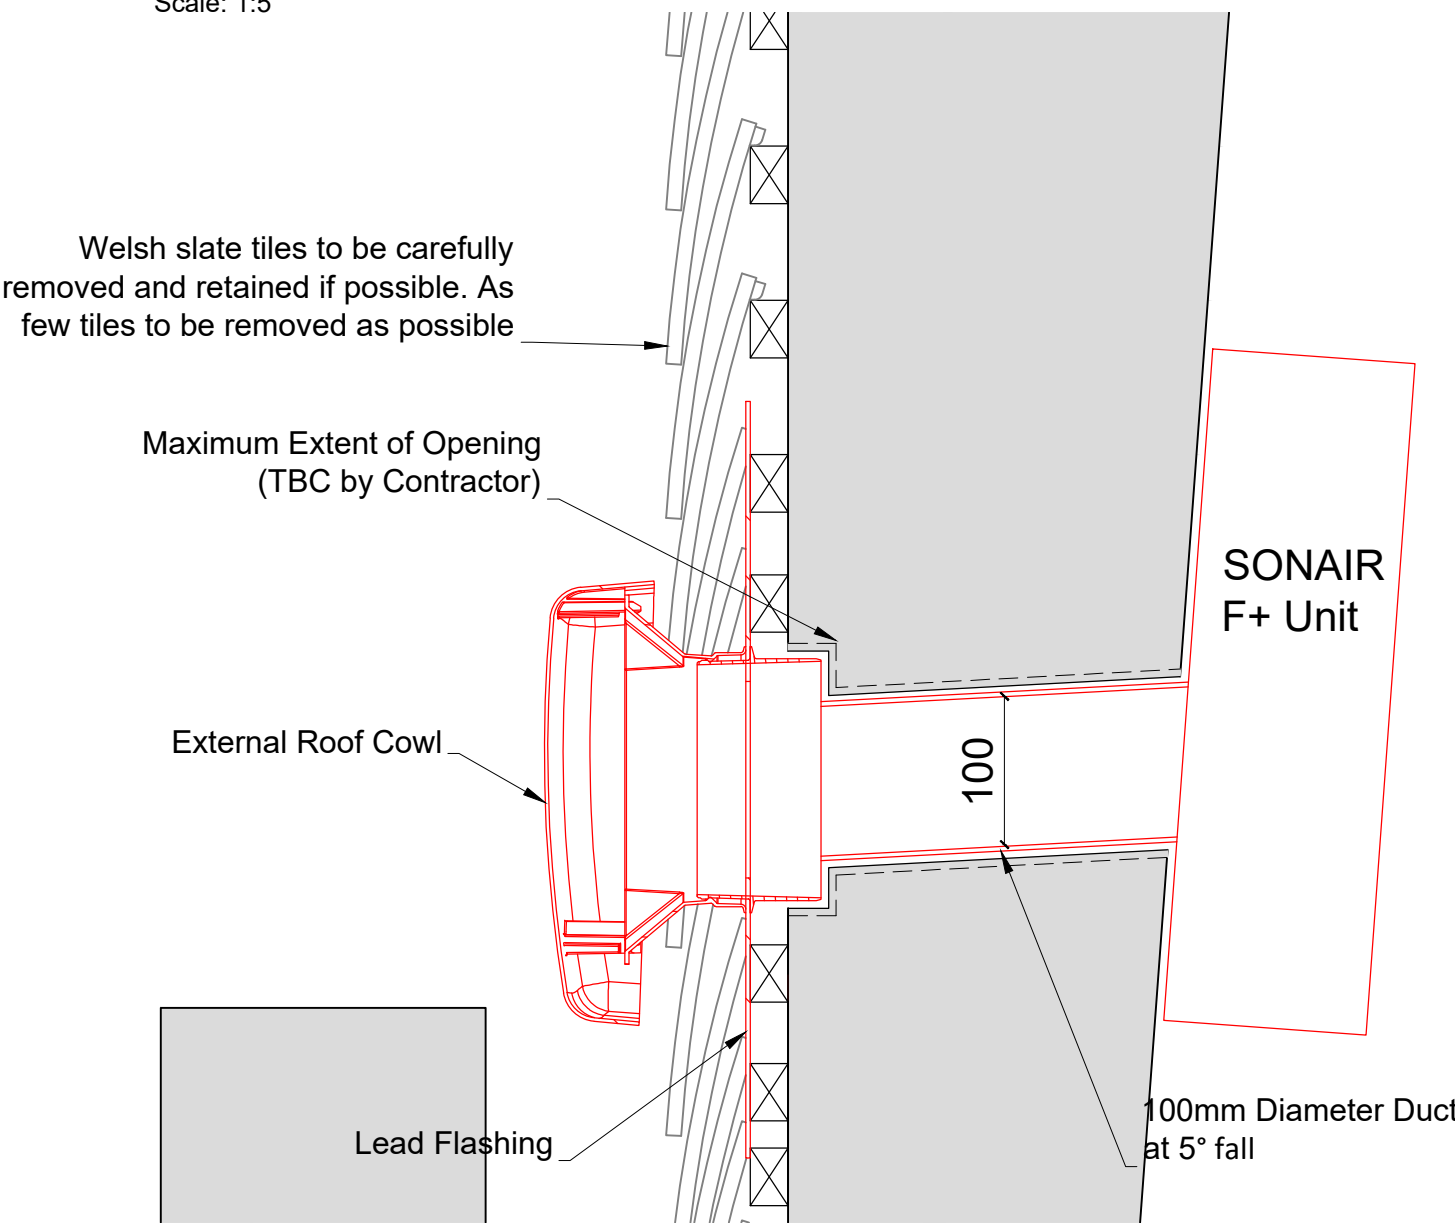 Scale: 1:5
Welsh slate tiles to be carefully
removed and retained if possible. As
few tiles to be removed as possible
Maximum Extent of Opening
(TBC by Contractor)
SONAIR
F+ Unit
External Roof Cowl
100
100mm Diameter Duct
at 5° fall
Lead Flashing